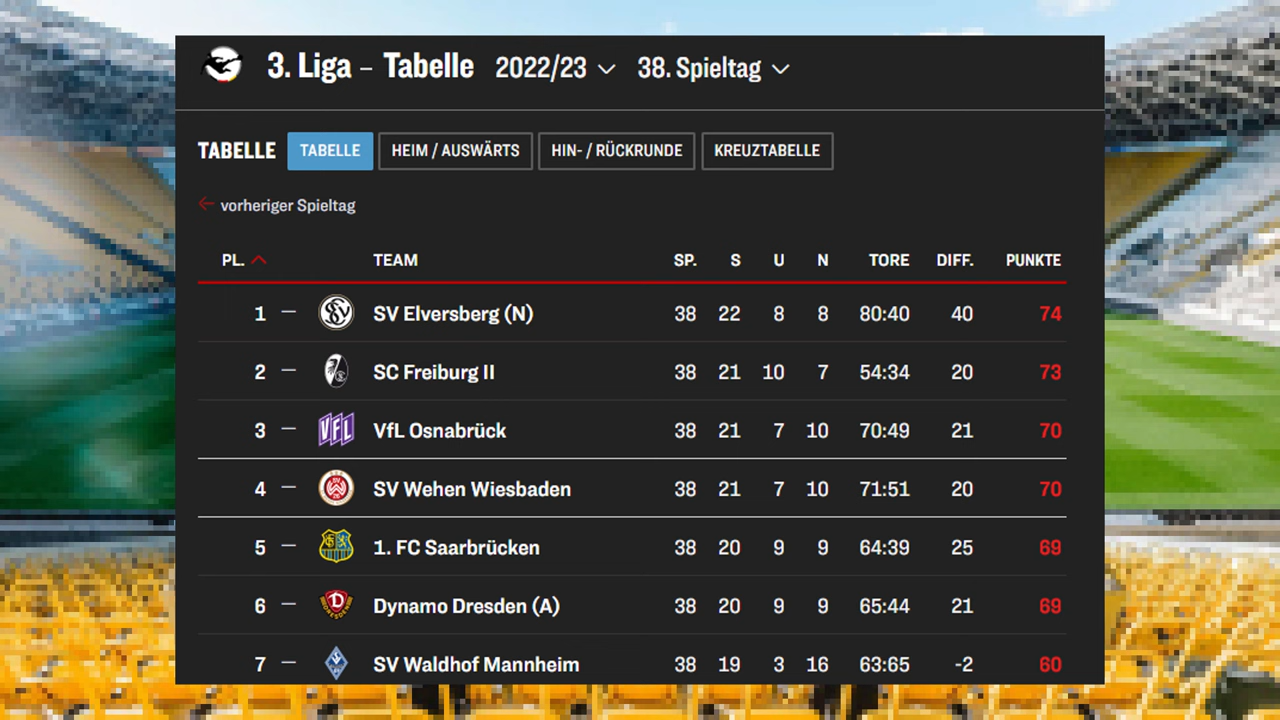 3. Liga – Tabelle 2022/23 38. Spieltag
TABELLE TABELLE HEIM / AUSWÄRTS HIN- / RÜCKRUNDE KREUZTABELLE
← vorheriger Spieltag
PL. TEAM SP. S U N TORE DIFF. PUNKTE
1 – SV Elversberg (N) 38 22 8 8 80:40 40 74
2 – SC Freiburg II 38 21 10 7 54:34 20 73
3 – VFL VfL Osnabrück 38 21 7 10 70:49 21 70
4 – SV Wehen Wiesbaden 38 21 7 10 71:51 20 70
5 – 1. FC Saarbrücken 38 20 9 9 64:39 25 69
6 – D Dynamo Dresden (A) 38 20 9 9 65:44 21 69
7 – SV Waldhof Mannheim 38 19 3 16 63:65 -2 60